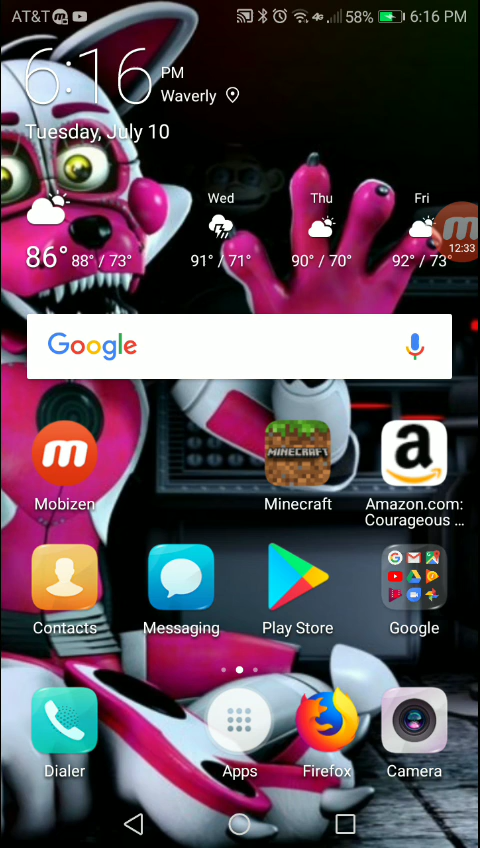 AT&T 4G 58% 6:16 PM
6:16 PM
Waverly
Tuesday, July 10
Wed Thu Fri
86° 88° / 73° 91° / 71° 90° / 70° 92° / 73°
12:33
Google
MINECRAFT
Mobizen Minecraft Amazon.com:
Courageous ...
Contacts Messaging Play Store Google
Dialer Apps Firefox Camera